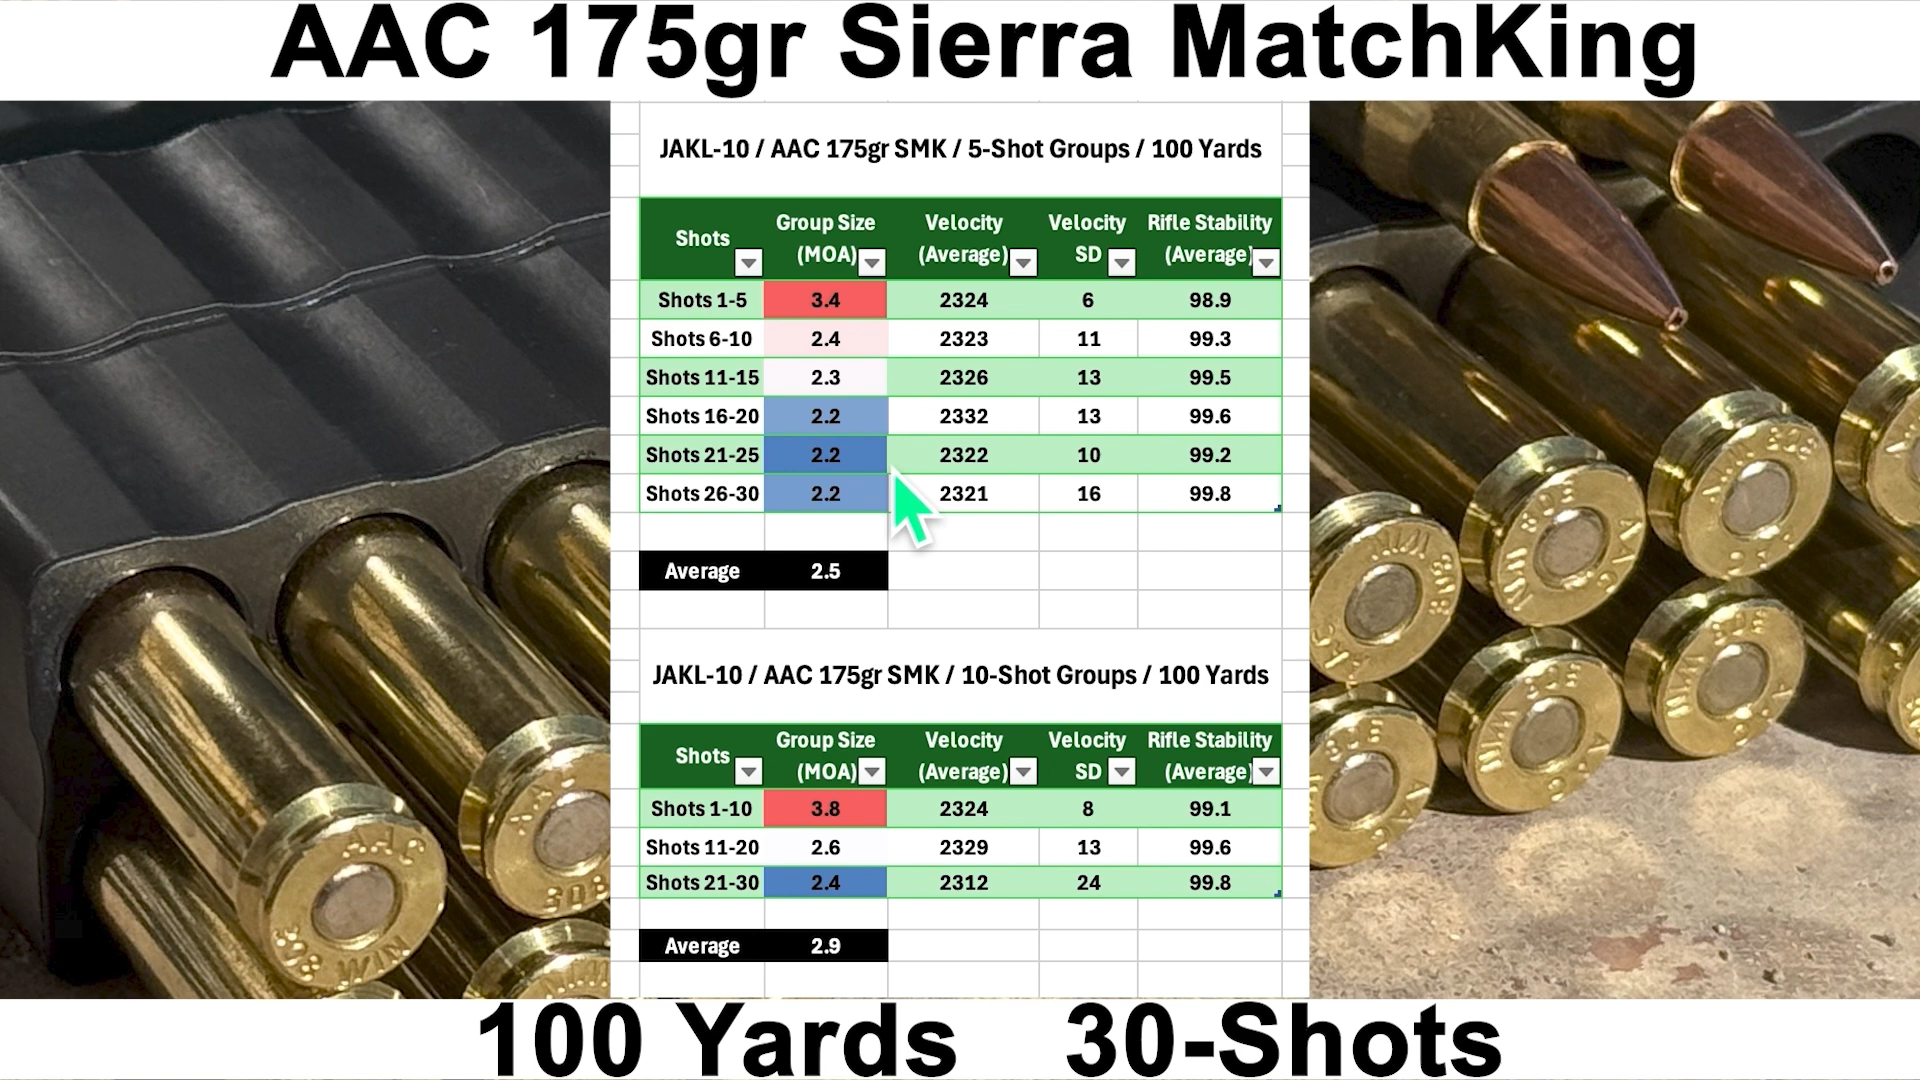 AAC 175gr Sierra MatchKing
JAKL-10 / AAC 175gr SMK / 5-Shot Groups / 100 Yards
Shots Group Size (MOA) Velocity (Average) Velocity SD Rifle Stability (Average)
Shots 1-5 3.4 2324 6 98.9
Shots 6-10 2.4 2323 11 99.3
Shots 11-15 2.3 2326 13 99.5
Shots 16-20 2.2 2332 13 99.6
Shots 21-25 2.2 2322 10 99.2
Shots 26-30 2.2 2321 16 99.8
Average 2.5
JAKL-10 / AAC 175gr SMK / 10-Shot Groups / 100 Yards
Shots Group Size (MOA) Velocity (Average) Velocity SD Rifle Stability (Average)
Shots 1-10 3.8 2324 8 99.1
Shots 11-20 2.6 2329 13 99.6
Shots 21-30 2.4 2312 24 99.8
Average 2.9
AAC
308 WIN
100 Yards 30-Shots